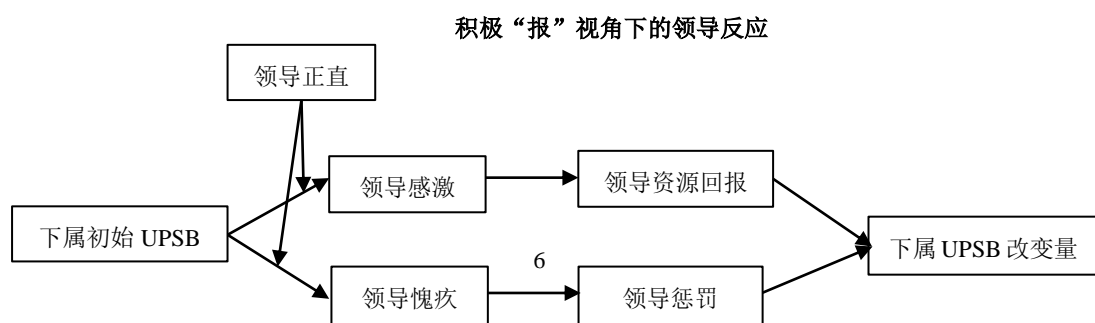 积极“报”视角下的领导反应
领导正直
领导感激
领导资源回报
下属初始 UPSB
下属 UPSB 改变量
6
领导愧疚
领导惩罚